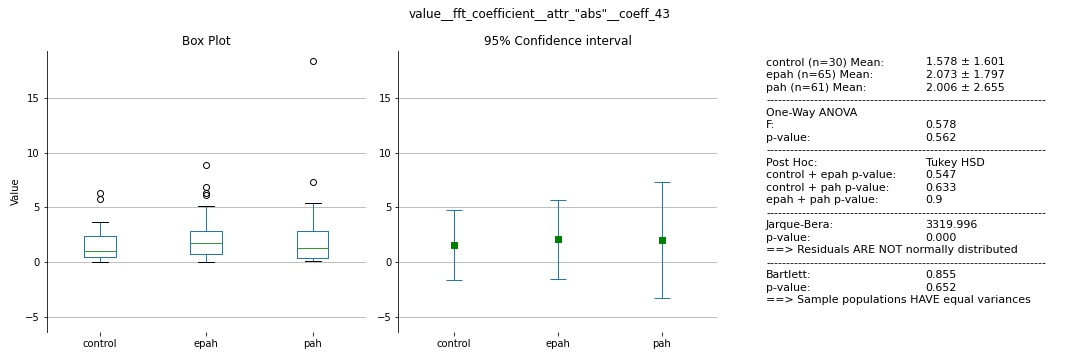 value__fft_coefficient__attr_"abs"__coeff_43
Box Plot
Value
15
10
5
0
−5
control
epah
pah
95% Confidence interval
15
10
5
0
−5
control
epah
pah
control (n=30) Mean: 1.578 ± 1.601
epah (n=65) Mean: 2.073 ± 1.797
pah (n=61) Mean: 2.006 ± 2.655
One-Way ANOVA
F: 0.578
p-value: 0.562
Post Hoc: Tukey HSD
control + epah p-value: 0.547
control + pah p-value: 0.633
epah + pah p-value: 0.9
Jarque-Bera: 3319.996
p-value: 0.000
==> Residuals ARE NOT normally distributed
Bartlett: 0.855
p-value: 0.652
==> Sample populations HAVE equal variances